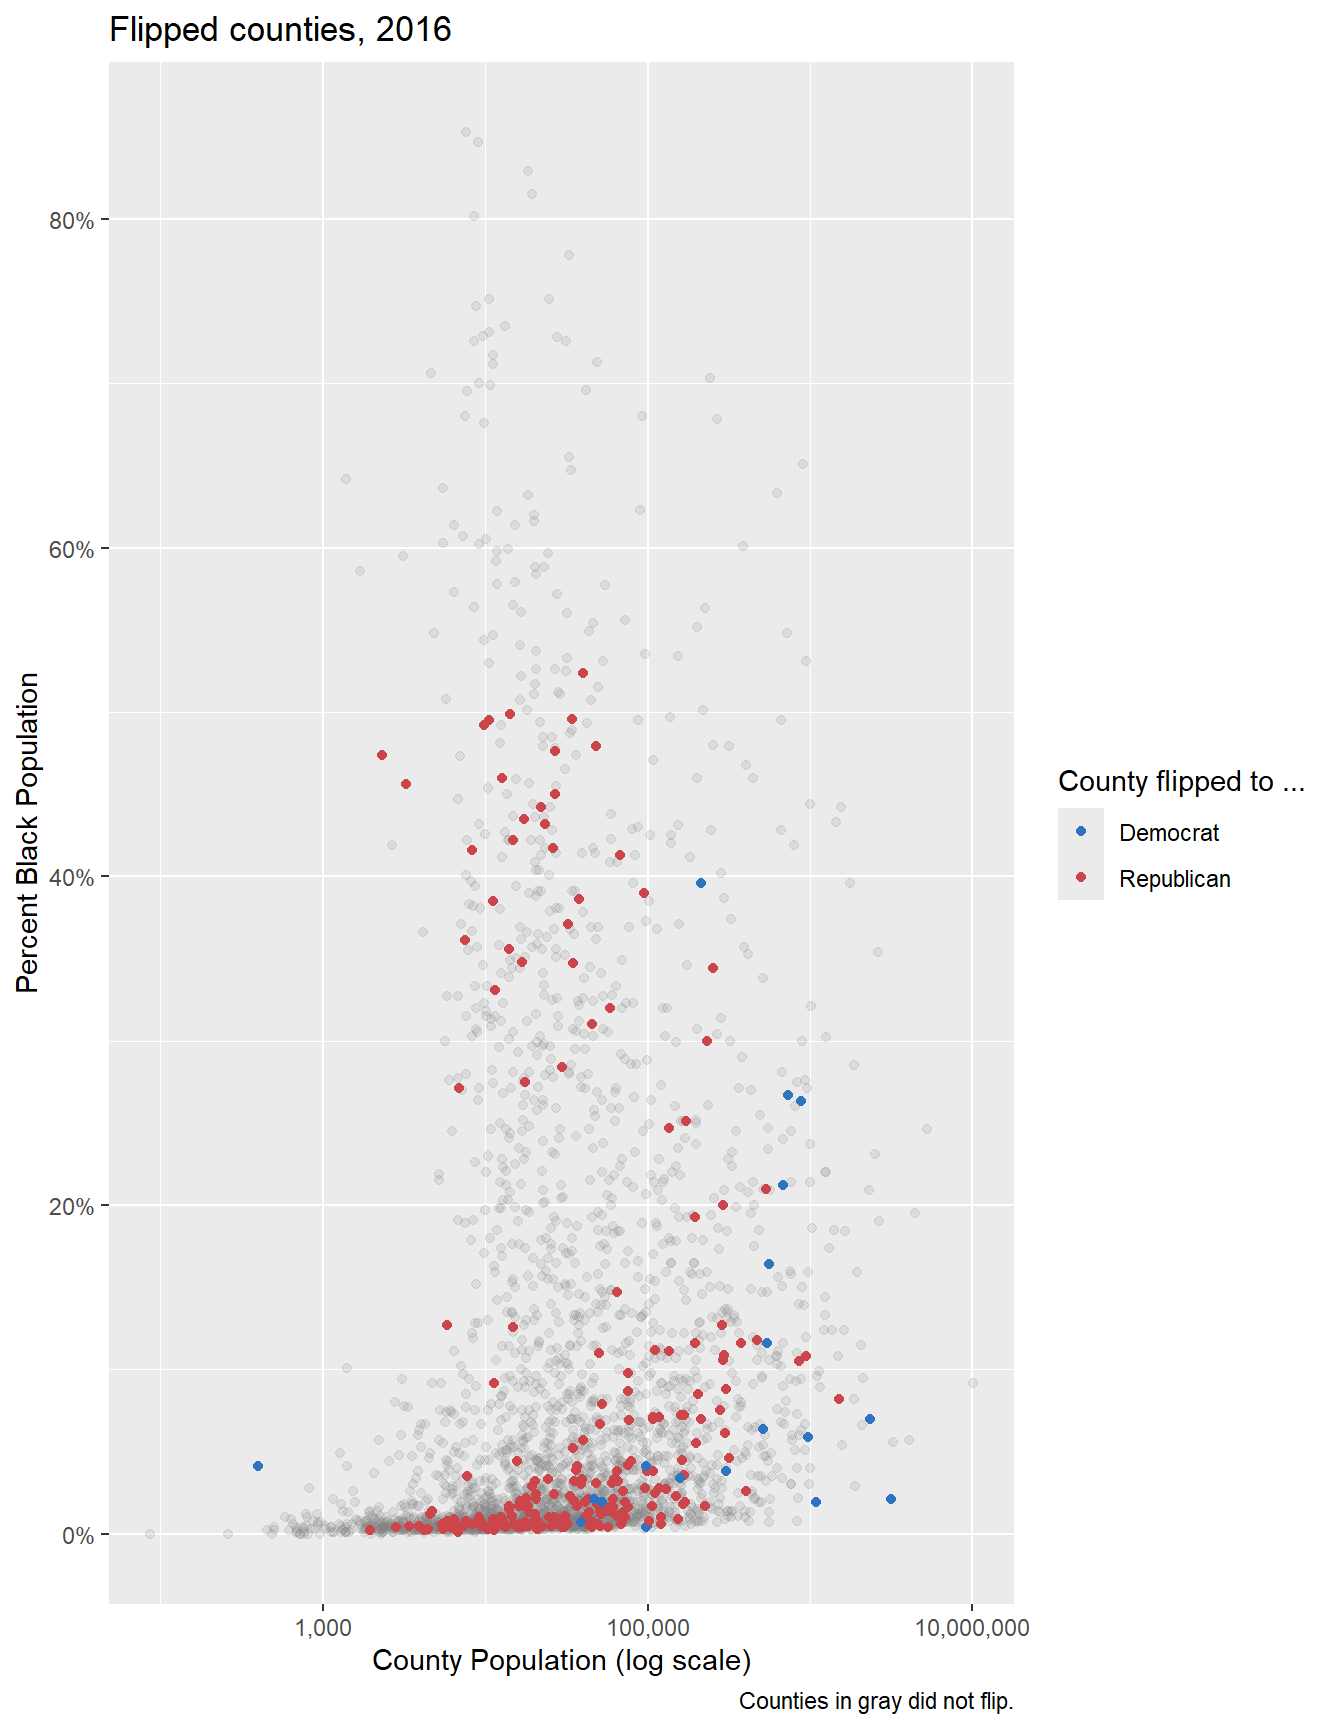 Flipped counties, 2016
80%
60%
40%
20%
0%
Percent Black Population
1,000
100,000
10,000,000
County Population (log scale)
County flipped to ...
Democrat
Republican
Counties in gray did not flip.